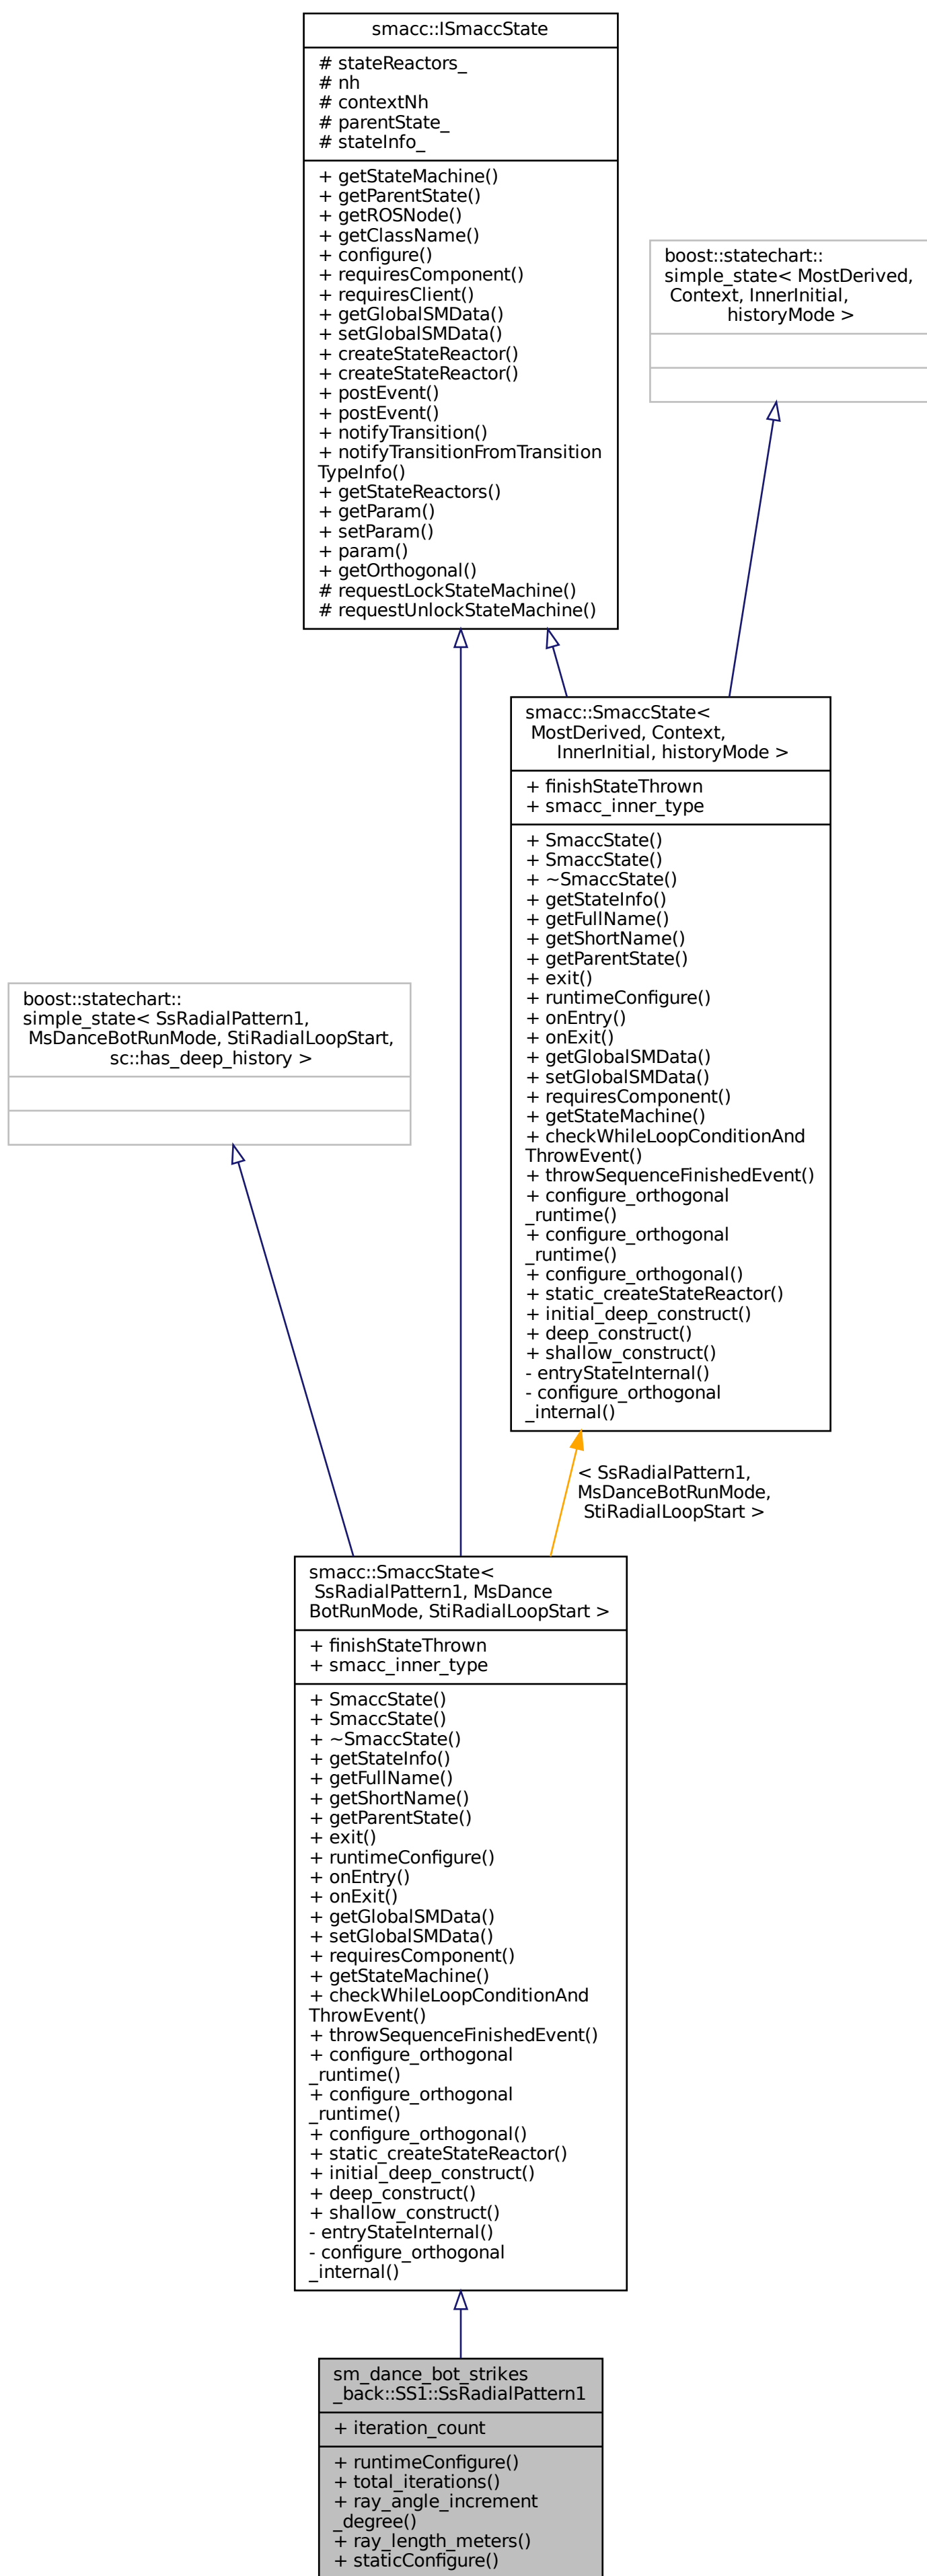 smacc::ISmaccState
# stateReactors_
# nh
# contextNh
# parentState_
# stateInfo_
+ getStateMachine()
+ getParentState()
+ getROSNode()
+ getClassName()
+ configure()
+ requiresComponent()
+ requiresClient()
+ getGlobalSMData()
+ setGlobalSMData()
+ createStateReactor()
+ createStateReactor()
+ postEvent()
+ postEvent()
+ notifyTransition()
+ notifyTransitionFromTransition
TypeInfo()
+ getStateReactors()
+ getParam()
+ setParam()
+ param()
+ getOrthogonal()
# requestLockStateMachine()
# requestUnlockStateMachine()
boost::statechart::
simple_state< MostDerived,
Context, InnerInitial,
historyMode >
smacc::SmaccState<
MostDerived, Context,
InnerInitial, historyMode >
+ finishStateThrown
+ smacc_inner_type
+ SmaccState()
+ SmaccState()
+ ~SmaccState()
+ getStateInfo()
+ getFullName()
+ getShortName()
+ getParentState()
+ exit()
+ runtimeConfigure()
+ onEntry()
+ onExit()
+ getGlobalSMData()
+ setGlobalSMData()
+ requiresComponent()
+ getStateMachine()
+ checkWhileLoopConditionAnd
ThrowEvent()
+ throwSequenceFinishedEvent()
+ configure_orthogonal
_runtime()
+ configure_orthogonal
_runtime()
+ configure_orthogonal()
+ static_createStateReactor()
+ initial_deep_construct()
+ deep_construct()
+ shallow_construct()
- entryStateInternal()
- configure_orthogonal
_internal()
boost::statechart::
simple_state< SsRadialPattern1,
MsDanceBotRunMode, StiRadialLoopStart,
sc::has_deep_history >
< SsRadialPattern1,
MsDanceBotRunMode,
StiRadialLoopStart >
smacc::SmaccState<
SsRadialPattern1, MsDance
BotRunMode, StiRadialLoopStart >
+ finishStateThrown
+ smacc_inner_type
+ SmaccState()
+ SmaccState()
+ ~SmaccState()
+ getStateInfo()
+ getFullName()
+ getShortName()
+ getParentState()
+ exit()
+ runtimeConfigure()
+ onEntry()
+ onExit()
+ getGlobalSMData()
+ setGlobalSMData()
+ requiresComponent()
+ getStateMachine()
+ checkWhileLoopConditionAnd
ThrowEvent()
+ throwSequenceFinishedEvent()
+ configure_orthogonal
_runtime()
+ configure_orthogonal
_runtime()
+ configure_orthogonal()
+ static_createStateReactor()
+ initial_deep_construct()
+ deep_construct()
+ shallow_construct()
- entryStateInternal()
- configure_orthogonal
_internal()
sm_dance_bot_strikes
_back::SS1::SsRadialPattern1
+ iteration_count
+ runtimeConfigure()
+ total_iterations()
+ ray_angle_increment
_degree()
+ ray_length_meters()
+ staticConfigure()